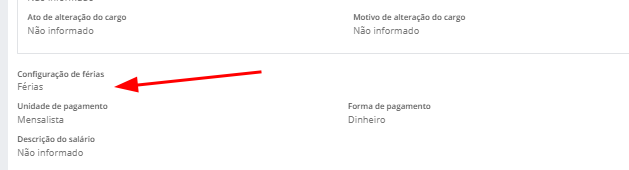 Ato de alteração do cargo
Motivo de alteração do cargo
Não informado
Não informado
Configuração de férias
Férias
Unidade de pagamento
Forma de pagamento
Mensalista
Dinheiro
Descrição do salário
Não informado